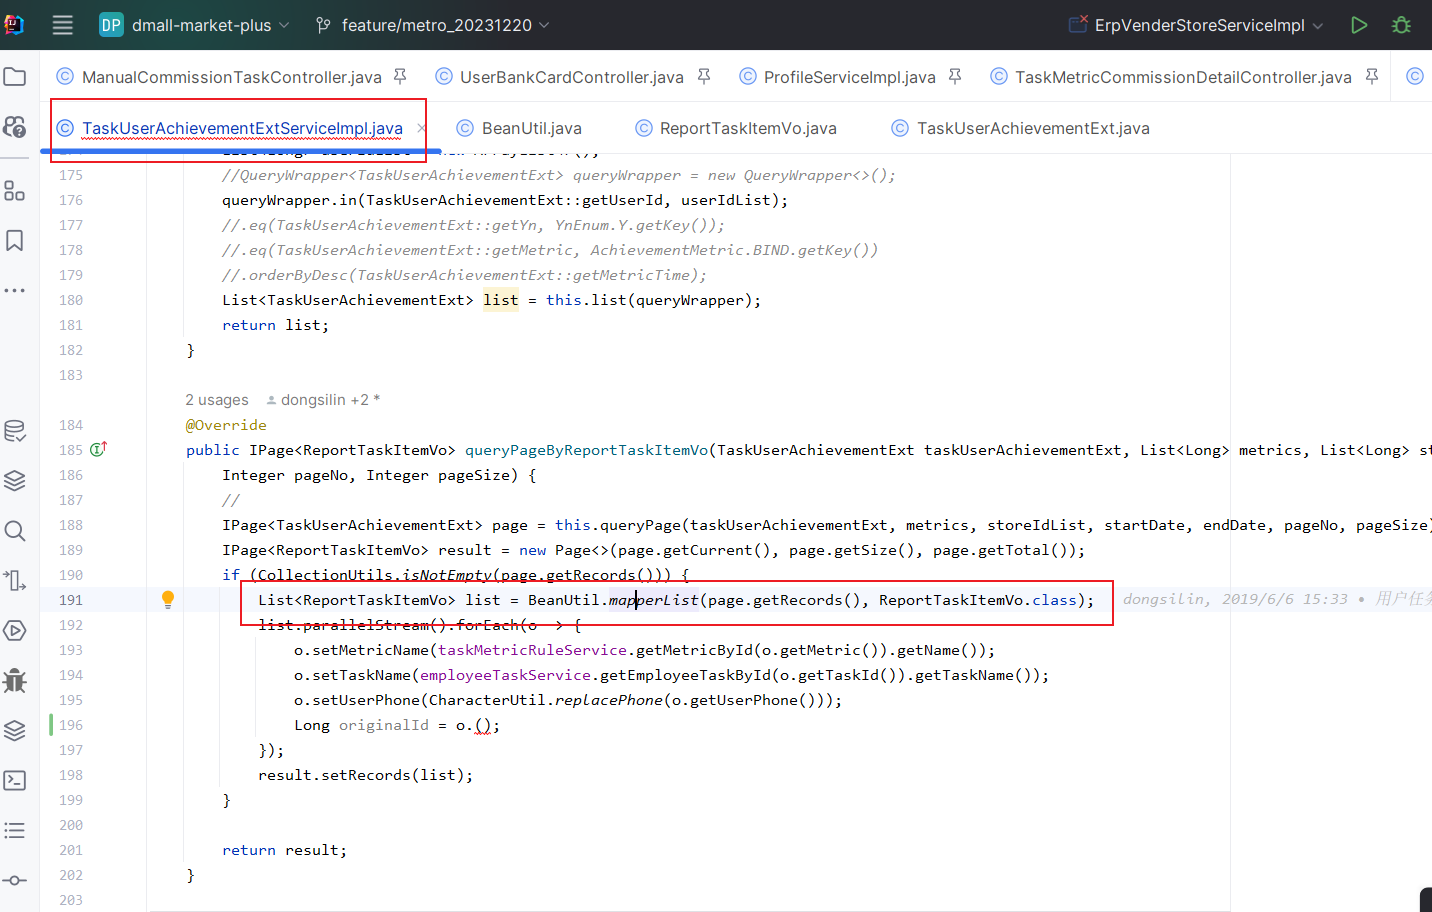 DP dmall-market-plus feature/metro_20231220 ErpVenderStoreServiceImpl
ManualCommissionTaskController.java UserBankCardController.java ProfileServiceImpl.java TaskMetricCommissionDetailController.java
TaskUserAchievementExtServiceImpl.java BeanUtil.java ReportTaskItemVo.java TaskUserAchievementExt.java
175 //QueryWrapper<TaskUserAchievementExt> queryWrapper = new QueryWrapper<>();
176 queryWrapper.in(TaskUserAchievementExt::getUserId, userIdList);
177 //.eq(TaskUserAchievementExt::getYn, YnEnum.Y.getKey());
178 //.eq(TaskUserAchievementExt::getMetric, AchievementMetric.BIND.getKey())
179 //.orderByDesc(TaskUserAchievementExt::getMetricTime);
180 List<TaskUserAchievementExt> list = this.list(queryWrapper);
181 return list;
182 }
183
2 usages dongsilin +2 *
184 @Override
185 public IPage<ReportTaskItemVo> queryPageByReportTaskItemVo(TaskUserAchievementExt taskUserAchievementExt, List<Long> metrics, List<Long> st
186 Integer pageNo, Integer pageSize) {
187 //
188 IPage<TaskUserAchievementExt> page = this.queryPage(taskUserAchievementExt, metrics, storeIdList, startDate, endDate, pageNo, pageSize)
189 IPage<ReportTaskItemVo> result = new Page<>(page.getCurrent(), page.getSize(), page.getTotal());
190 if (CollectionUtils.isNotEmpty(page.getRecords())) {
191 List<ReportTaskItemVo> list = BeanUtil.mapperList(page.getRecords(), ReportTaskItemVo.class); dongsilin, 2019/6/6 15:33 • 用户任务
192 list.parallelStream().forEach(o -> {
193 o.setMetricName(taskMetricRuleService.getMetricById(o.getMetric()).getName());
194 o.setTaskName(employeeTaskService.getEmployeeTaskById(o.getTaskId()).getTaskName());
195 o.setUserPhone(CharacterUtil.replacePhone(o.getUserPhone()));
196 Long originalId = o.();
197 });
198 result.setRecords(list);
199 }
200
201 return result;
202 }
203